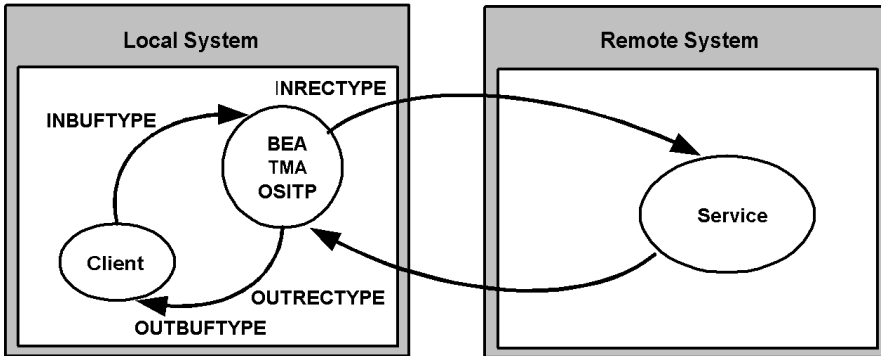 Local System
Remote System
INRECTYPE
INBUFTYPE
BEA
TMA
OSITP
Service
Client
OUTRECTYPE
OUTBUFTYPE